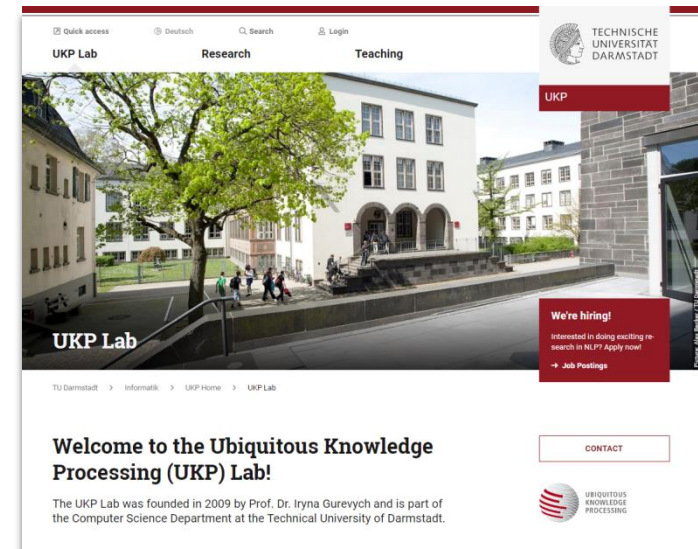 Quick access
Deutsch
Search
Login
UKP Lab
Research
Teaching
TECHNISCHE
UNIVERSITÄT
DARMSTADT
UKP
UKP Lab
We're hiring!
Interested in doing exciting re-
search in NLP? Apply now!
→ Job Postings
TU Darmstadt > Informatik > UKP Home > UKP Lab
Welcome to the Ubiquitous Knowledge
Processing (UKP) Lab!
The UKP Lab was founded in 2009 by Prof. Dr. Iryna Gurevych and is part of
the Computer Science Department at the Technical University of Darmstadt.
CONTACT
UBIQUITOUS
KNOWLEDGE
PROCESSING